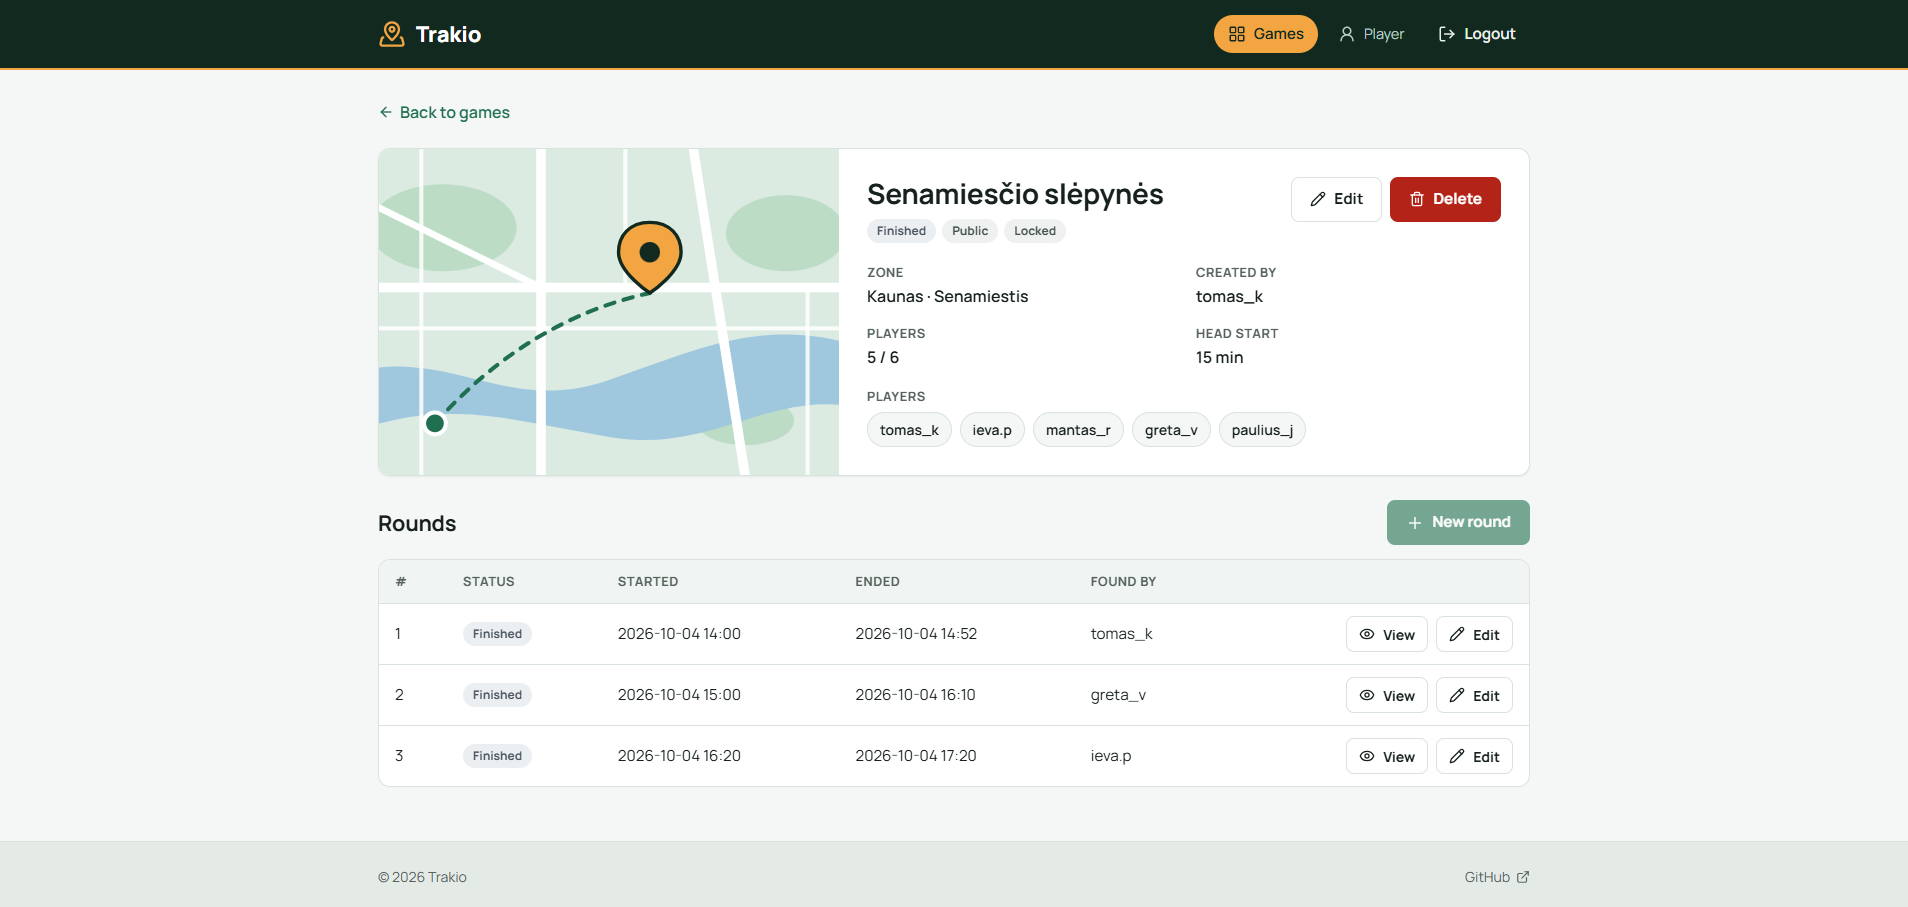 Trakio
Games
Player
Logout
Back to games
Senamiesčio slėpynės
Edit
Delete
Finished
Public
Locked
ZONE
CREATED BY
Kaunas · Senamiestis
tomas_k
PLAYERS
HEAD START
5 / 6
15 min
PLAYERS
tomas_k
ieva.p
mantas_r
greta_v
paulius_j
Rounds
New round
# STATUS STARTED ENDED FOUND BY
1 Finished 2026-10-04 14:00 2026-10-04 14:52 tomas_k View Edit
2 Finished 2026-10-04 15:00 2026-10-04 16:10 greta_v View Edit
3 Finished 2026-10-04 16:20 2026-10-04 17:20 ieva.p View Edit
© 2026 Trakio
GitHub